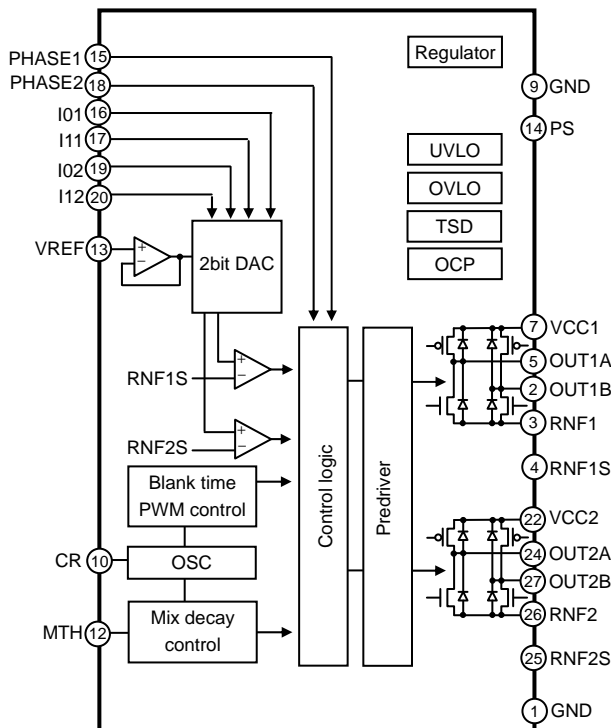 PHASE1
15
PHASE2
18
I01
16
I11
17
I02
19
I12
20
VREF
13
+
−
2bit DAC
Regulator
UVLO
OVLO
TSD
OCP
9
GND
14
PS
RNF1S
+
−
RNF2S
+
−
Blank time
PWM control
CR
10
OSC
MTH
12
Mix decay
control
Control logic
Predriver
7
VCC1
5
OUT1A
2
OUT1B
3
RNF1
4
RNF1S
22
VCC2
24
OUT2A
27
OUT2B
26
RNF2
25
RNF2S
1
GND